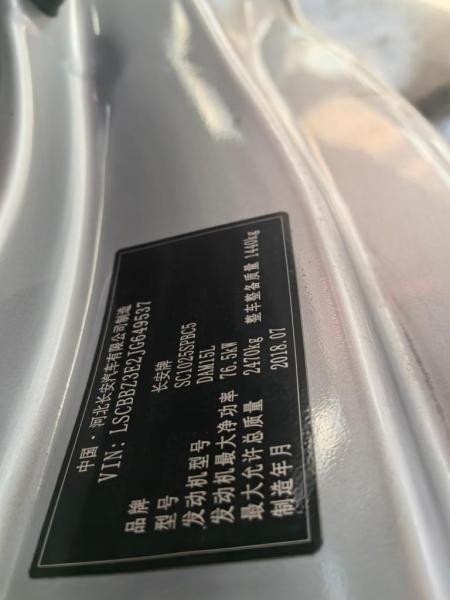 中国·河北长安汽车有限公司制造
VIN: LSCBBZ3E2JG649537
品牌 长安牌
型号 SC1025SPBC5
发动机型号 DAM15L
发动机最大净功率 76.5kW
最大允许总质量 2470kg 整车整备质量 1440kg
制造年月 2018.07